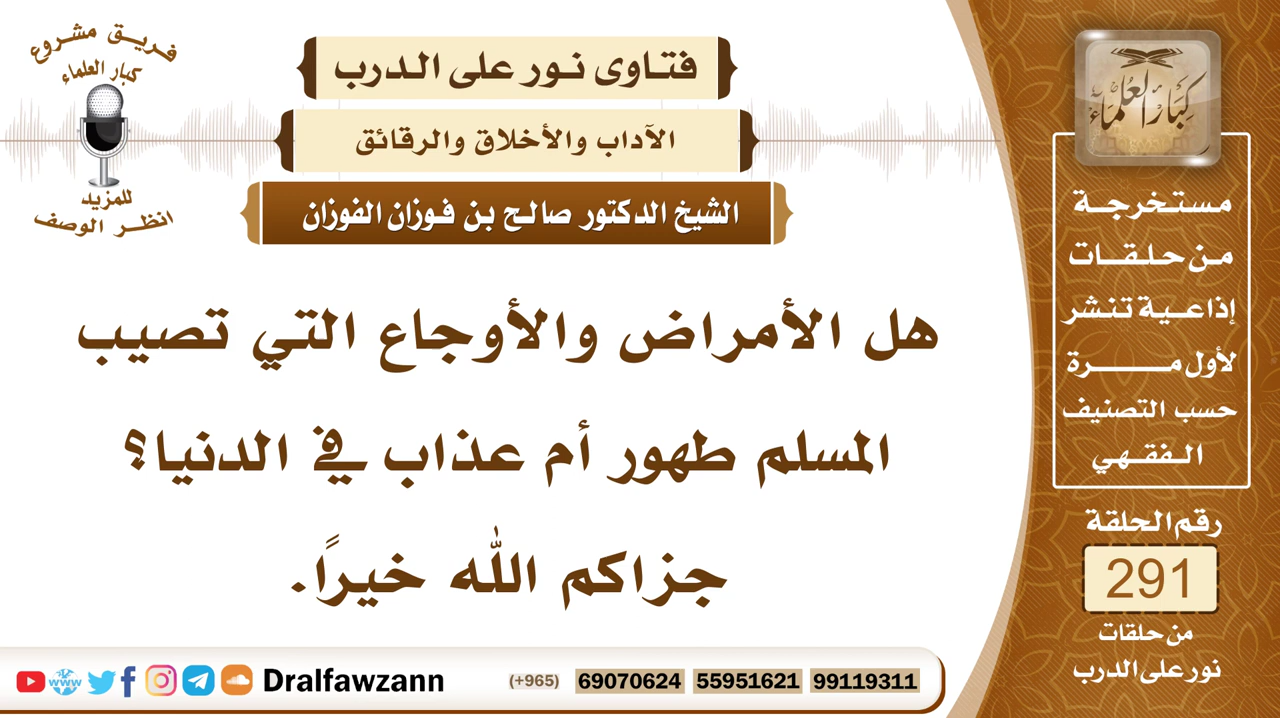 فريق مشروع
كبار العلماء
للمزيد
انظر الوصف
فتاوى نور على الدرب
الآداب والأخلاق والرقائق
الشيخ الدكتور صالح بن فوزان الفوزان
هل الأمراض والأوجاع التي تصيب
المسلم طهور أم عذاب في الدنيا؟
جزاكم الله خيرًا.
كبار العلماء
مستخرجة
من حلقات
إذاعية تنشر
لأول مرة
حسب التصنيف
الفقهي
رقم الحلقة
291
من حلقات
نور على الدرب
www Dralfawzann (+965) 69070624 55951621 99119311